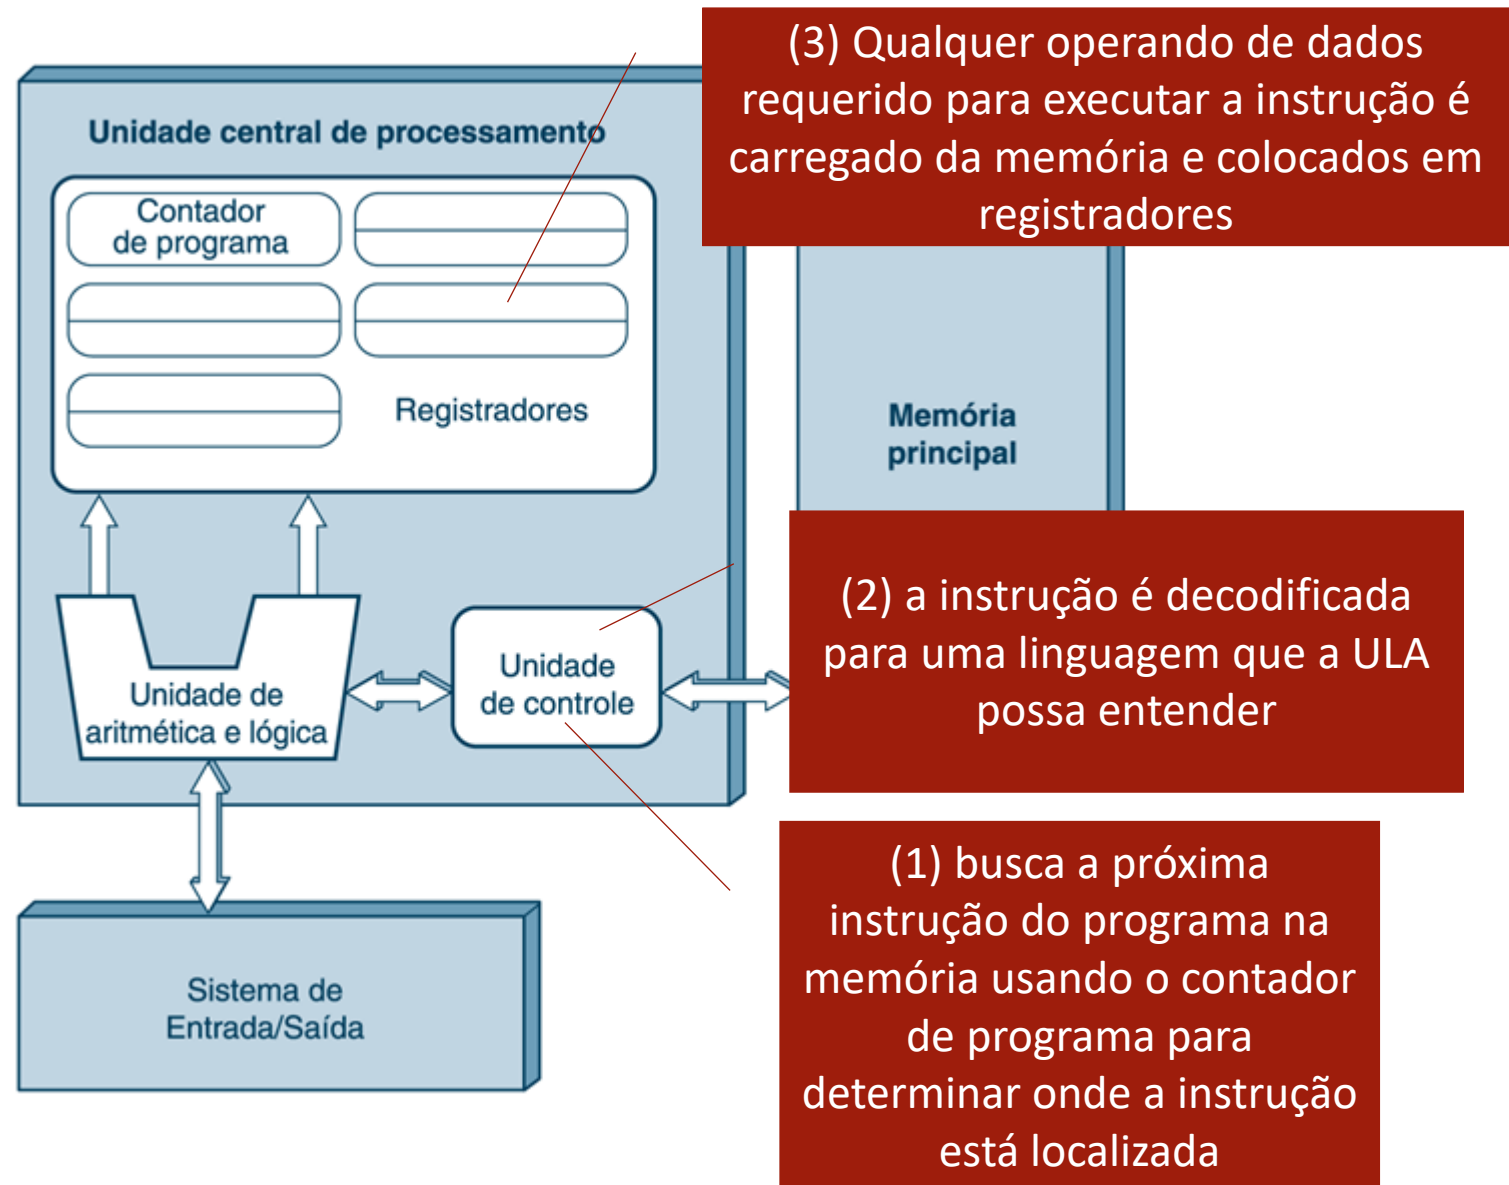 (3) Qualquer operando de dados
requerido para executar a instrução é
carregado da memória e colocados em
registradores
Unidade central de processamento
Contador
de programa
Registradores
Memória
principal
(2) a instrução é decodificada
para uma linguagem que a ULA
possa entender
Unidade
de controle
Unidade de
aritmética e lógica
(1) busca a próxima
instrução do programa na
memória usando o contador
de programa para
determinar onde a instrução
está localizada
Sistema de
Entrada/Saída